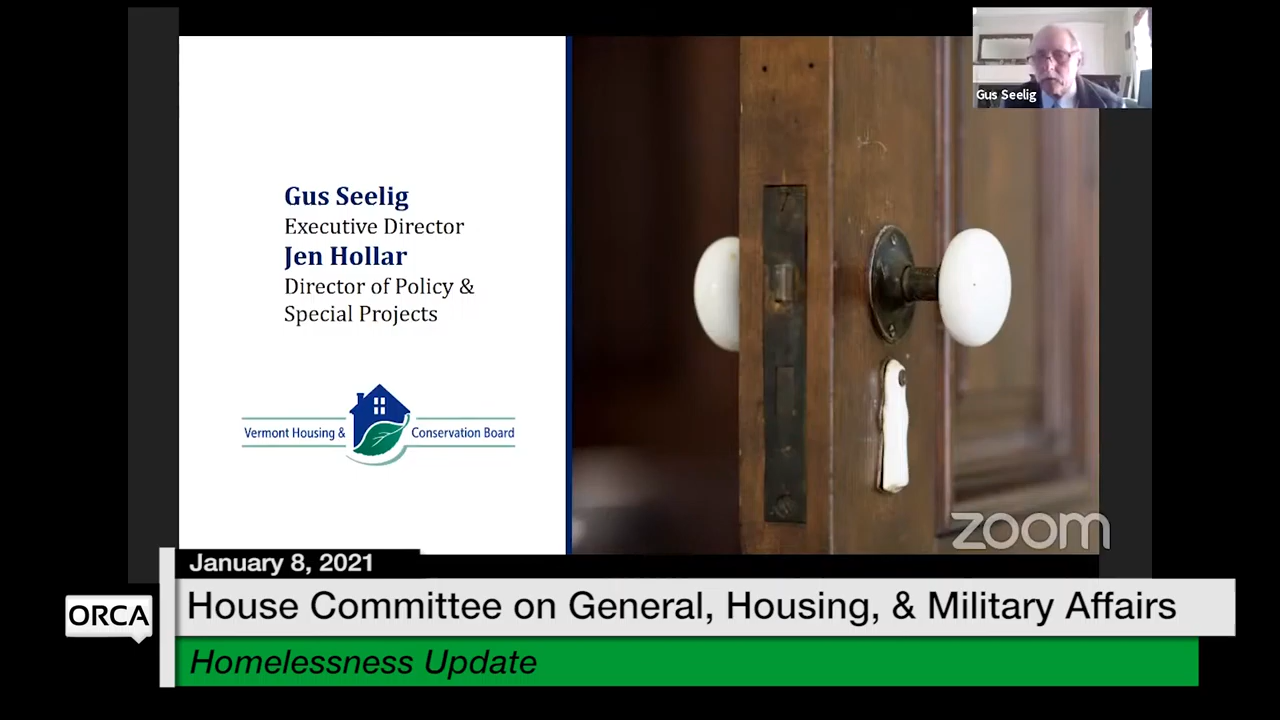 Gus Seelig
Gus Seelig
Executive Director
Jen Hollar
Director of Policy &
Special Projects
Vermont Housing & Conservation Board
zoom
January 8, 2021
ORCA
House Committee on General, Housing, & Military Affairs
Homelessness Update